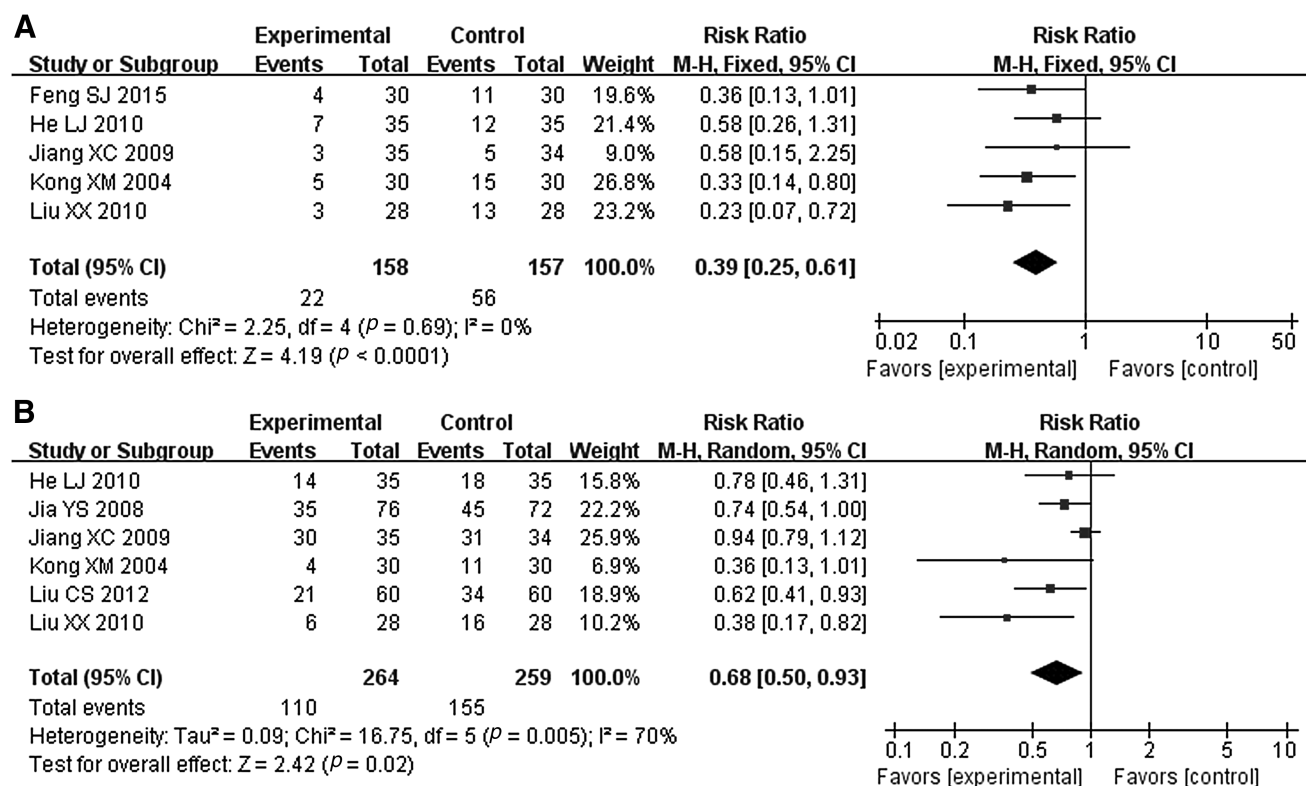 A
Experimental Control Risk Ratio Risk Ratio
Study or Subgroup Events Total Events Total Weight M-H, Fixed, 95% CI M-H, Fixed, 95% CI
Feng SJ 2015 4 30 11 30 19.6% 0.36 [0.13, 1.01]
He LJ 2010 7 35 12 35 21.4% 0.58 [0.26, 1.31]
Jiang XC 2009 3 35 5 34 9.0% 0.58 [0.15, 2.25]
Kong XM 2004 5 30 15 30 26.8% 0.33 [0.14, 0.80]
Liu XX 2010 3 28 13 28 23.2% 0.23 [0.07, 0.72]
Total (95% CI) 158 157 100.0% 0.39 [0.25, 0.61]
Total events 22 56
Heterogeneity: Chi² = 2.25, df = 4 (P = 0.69); I² = 0%
Test for overall effect: Z = 4.19 (p < 0.0001)
0.02 0.1 1 10 50
Favors [experimental] Favors [control]
B
Experimental Control Risk Ratio Risk Ratio
Study or Subgroup Events Total Events Total Weight M-H, Random, 95% CI M-H, Random, 95% CI
He LJ 2010 14 35 18 35 15.8% 0.78 [0.46, 1.31]
Jia YS 2008 35 76 45 72 22.2% 0.74 [0.54, 1.00]
Jiang XC 2009 30 35 31 34 25.9% 0.94 [0.79, 1.12]
Kong XM 2004 4 30 11 30 6.9% 0.36 [0.13, 1.01]
Liu CS 2012 21 60 34 60 18.9% 0.62 [0.41, 0.93]
Liu XX 2010 6 28 16 28 10.2% 0.38 [0.17, 0.82]
Total (95% CI) 264 259 100.0% 0.68 [0.50, 0.93]
Total events 110 155
Heterogeneity: Tau² = 0.09; Chi² = 16.75, df = 5 (P = 0.005); I² = 70%
Test for overall effect: Z = 2.42 (P = 0.02)
0.1 0.2 0.5 1 2 5 10
Favors [experimental] Favors [control]